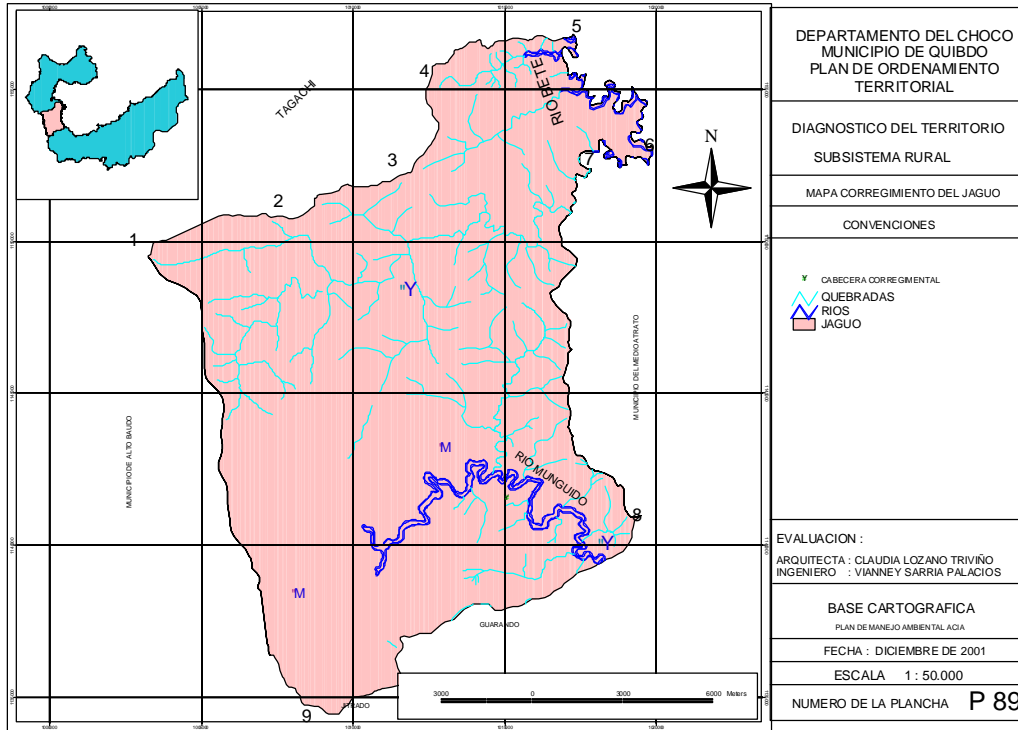 DEPARTAMENTO DEL CHOCO
MUNICIPIO DE QUIBDO
PLAN DE ORDENAMIENTO
TERRITORIAL
DIAGNOSTICO DEL TERRITORIO
SUBSISTEMA RURAL
MAPA CORREGIMIENTO DEL JAGUO
CONVENCIONES
CABECERA CORREGIMENTAL
QUEBRADAS
RIOS
JAGUO
EVALUACION :
ARQUITECTA : CLAUDIA LOZANO TRIVIÑO
INGENIERO : VIANNEY SARRIA PALACIOS
BASE CARTOGRAFICA
PLAN DE MANEJO AMBIENTAL ACIA
FECHA : DICIEMBRE DE 2001
ESCALA 1 : 50.000
NUMERO DE LA PLANCHA P 89
5
4
TAGACHI
RIO BETE
6
3
7
N
2
1
"Y
MUNICIPIO DEL MEDIO ATRATO
MUNICIPIO DE ALTO BAUDO
"M
RIO MUNGUIDO
8
"Y
"M
GUARANDO
9
3000 0 3000 6000 Meters